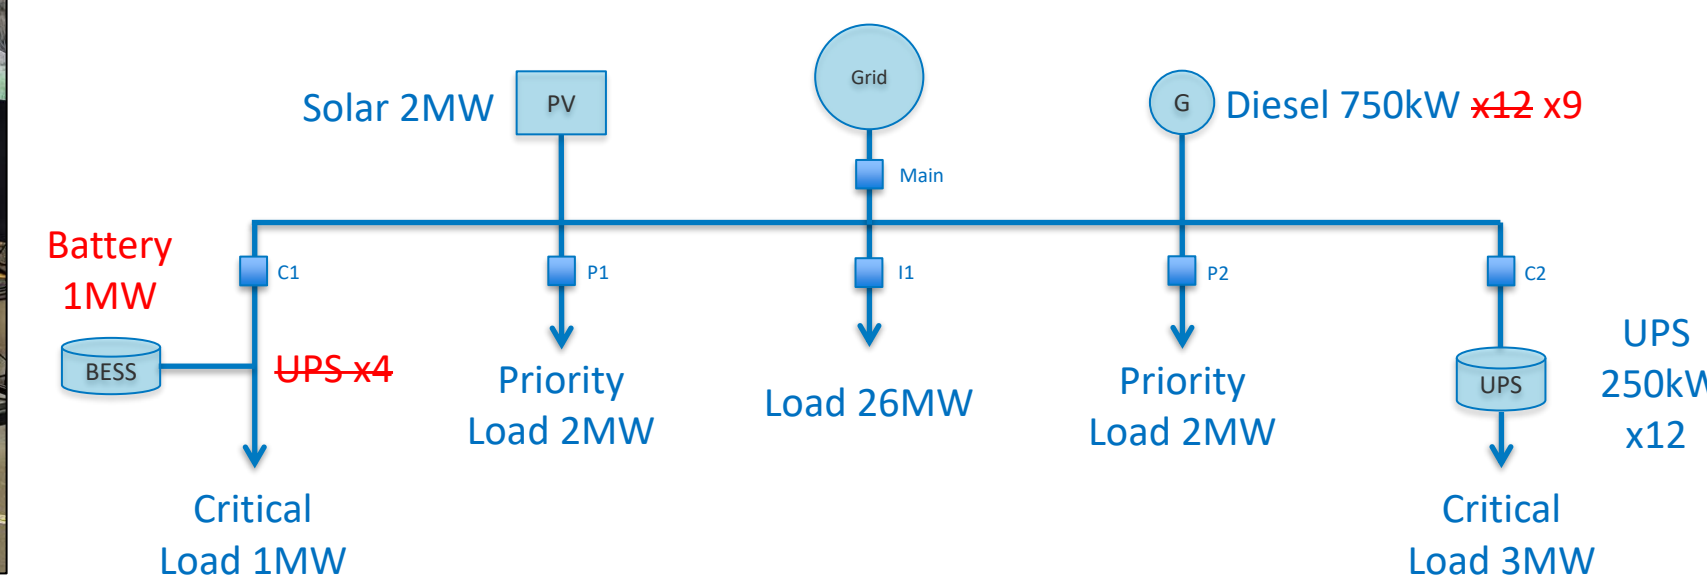 Solar 2MW
PV
Grid
G
Diesel 750kW x12 x9
Main
Battery
1MW
C1
P1
I1
P2
C2
BESS
UPS x4
Priority
Load 2MW
Load 26MW
Priority
Load 2MW
UPS
UPS
250kW
x12
Critical
Load 1MW
Critical
Load 3MW